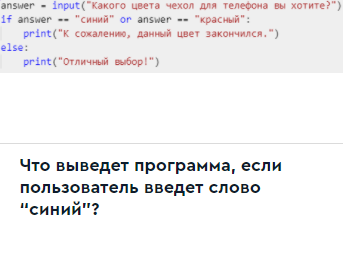 answer = input("Какого цвета чехол для телефона вы хотите?")
if answer == "синий" or answer == "красный":
    print("К сожалению, данный цвет закончился.")
else:
    print("Отличный выбор!")
Что выведет программа, если
пользователь введет слово
“синий”?